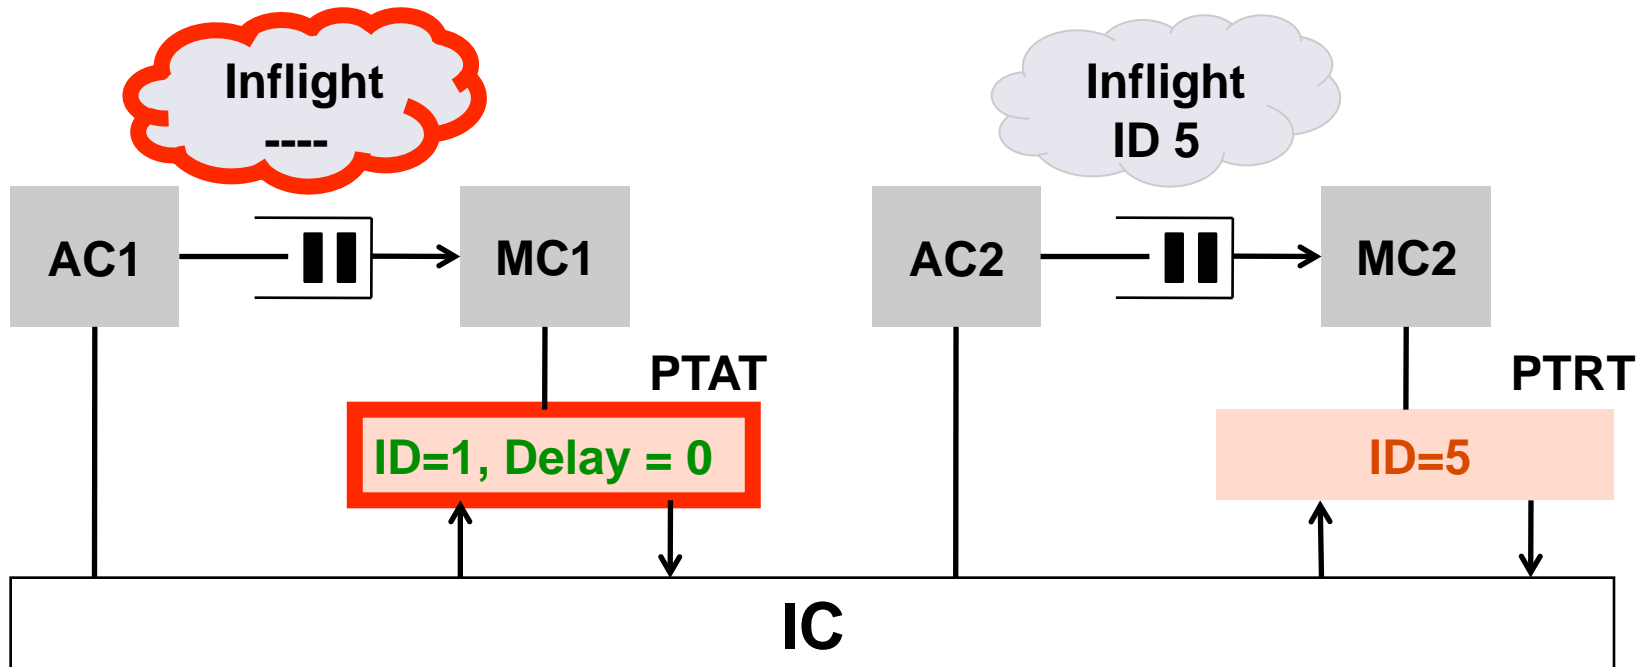 Inflight
----
Inflight
ID 5
AC1
MC1
AC2
MC2
PTAT
PTRT
ID=1, Delay = 0
ID=5
IC